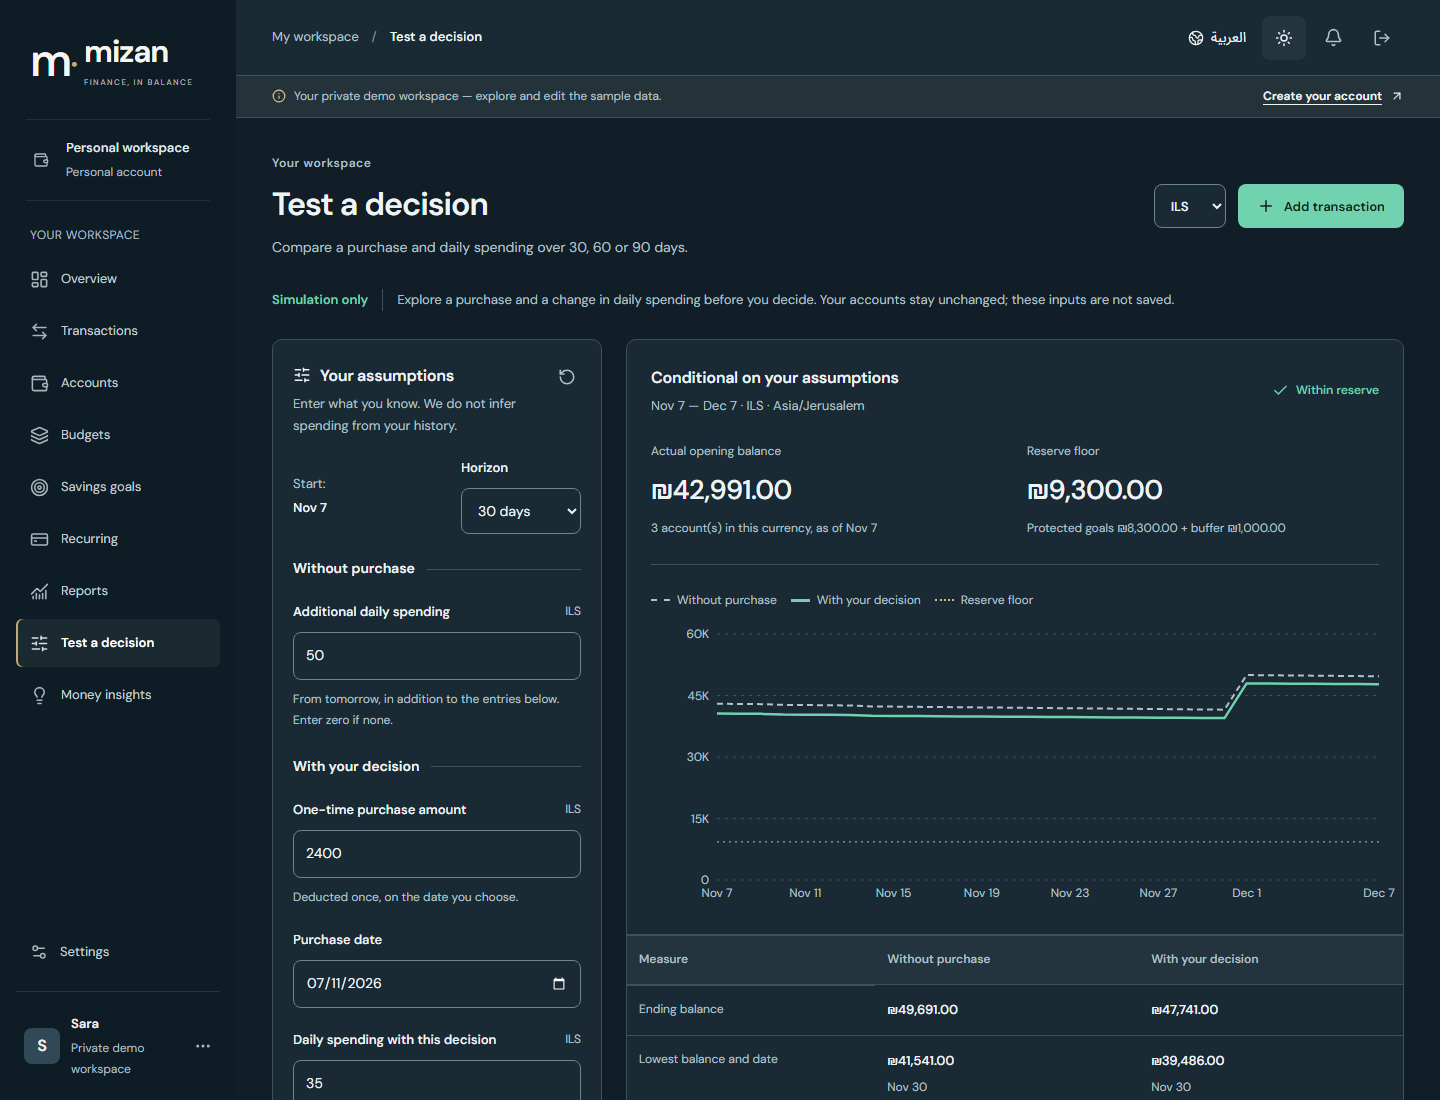 m.
mizan
FINANCE, IN BALANCE
Personal workspace
Personal account
YOUR WORKSPACE
Overview
Transactions
Accounts
Budgets
Savings goals
Recurring
Reports
Test a decision
Money insights
Settings
S
Sara
Private demo
workspace
My workspace / Test a decision
العربية
Your private demo workspace — explore and edit the sample data.
Create your account
Your workspace
Test a decision
Compare a purchase and daily spending over 30, 60 or 90 days.
ILS
Add transaction
Simulation only
Explore a purchase and a change in daily spending before you decide. Your accounts stay unchanged; these inputs are not saved.
Your assumptions
Enter what you know. We do not infer
spending from your history.
Start:
Nov 7
Horizon
30 days
Without purchase
Additional daily spending ILS
50
From tomorrow, in addition to the entries below.
Enter zero if none.
With your decision
One-time purchase amount ILS
2400
Deducted once, on the date you choose.
Purchase date
07/11/2026
Daily spending with this decision ILS
35
Conditional on your assumptions
Nov 7 — Dec 7 · ILS · Asia/Jerusalem
Within reserve
Actual opening balance
₪42,991.00
3 account(s) in this currency, as of Nov 7
Reserve floor
₪9,300.00
Protected goals ₪8,300.00 + buffer ₪1,000.00
Without purchase With your decision Reserve floor
60K
45K
30K
15K
0
Nov 7 Nov 11 Nov 15 Nov 19 Nov 23 Nov 27 Dec 1 Dec 7
Measure Without purchase With your decision
Ending balance ₪49,691.00 ₪47,741.00
Lowest balance and date ₪41,541.00 ₪39,486.00
Nov 30 Nov 30